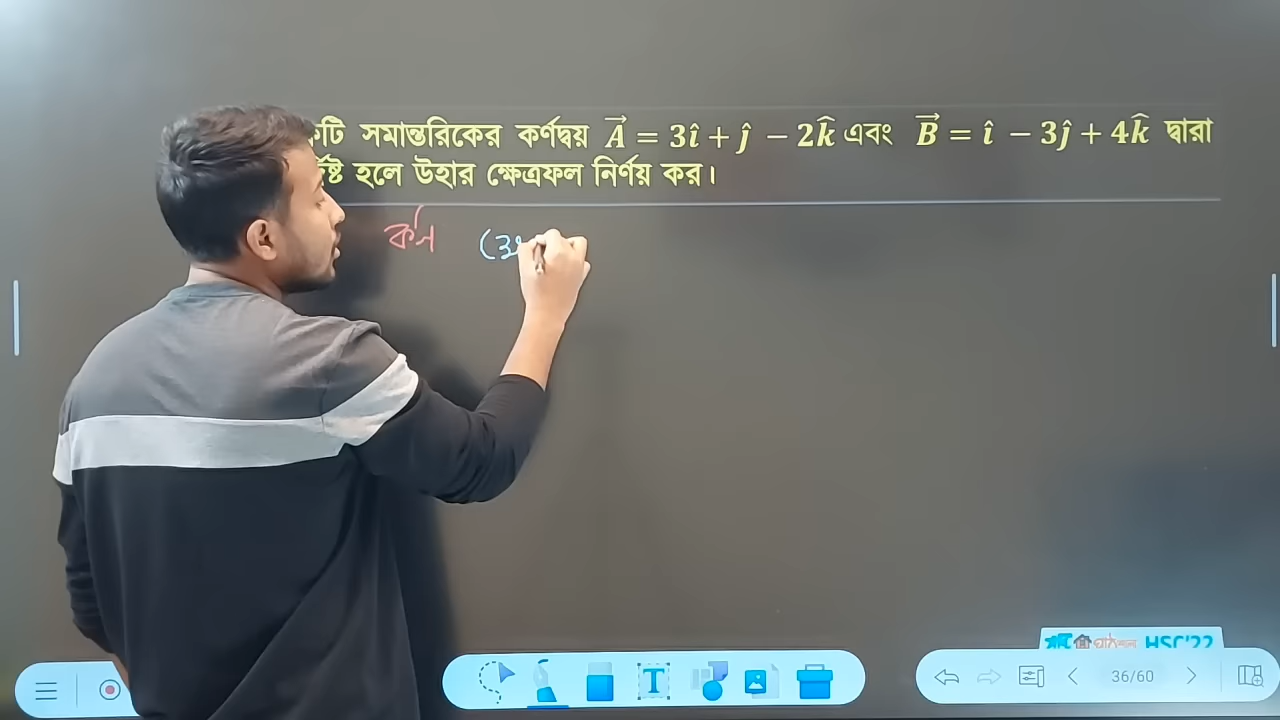 টি সমান্তরিকের কর্ণদ্বয় A⃗ = 3î + ĵ − 2k̂ এবং B⃗ = î − 3ĵ + 4k̂ দ্বারা
হলে উহার ক্ষেত্রফল নির্ণয় কর।
কর্ণ
HSC'22
T
36/60